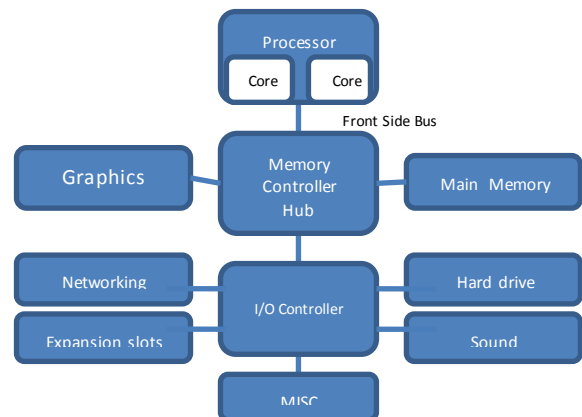 Processor
Core
Core
Front Side Bus
Graphics
Memory
Controller
Hub
Main Memory
Networking
I/O Controller
Hard drive
Expansion slots
Sound
MISC